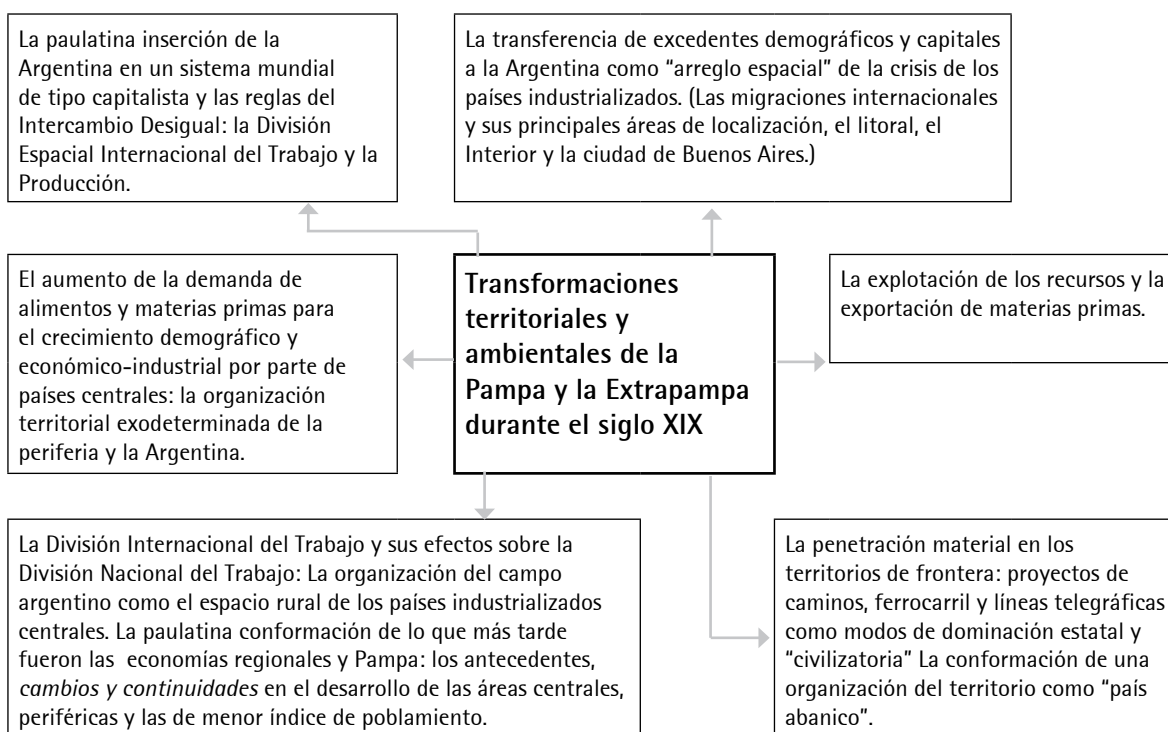 La paulatina inserción de la
Argentina en un sistema mundial
de tipo capitalista y las reglas del
Intercambio Desigual: la División
Espacial Internacional del Trabajo y la
Producción.
La transferencia de excedentes demográficos y capitales
a la Argentina como “arreglo espacial” de la crisis de los
países industrializados. (Las migraciones internacionales
y sus principales áreas de localización, el litoral, el
Interior y la ciudad de Buenos Aires.)
El aumento de la demanda de
alimentos y materias primas para
el crecimiento demográfico y
económico-industrial por parte de
países centrales: la organización
territorial exodeterminada de la
periferia y la Argentina.
Transformaciones
territoriales y
ambientales de la
Pampa y la Extrapampa
durante el siglo XIX
La explotación de los recursos y la
exportación de materias primas.
La División Internacional del Trabajo y sus efectos sobre la
División Nacional del Trabajo: La organización del campo
argentino como el espacio rural de los países industrializados
centrales. La paulatina conformación de lo que más tarde
fueron las economías regionales y Pampa: los antecedentes,
cambios y continuidades en el desarrollo de las áreas centrales,
periféricas y las de menor índice de poblamiento.
La penetración material en los
territorios de frontera: proyectos de
caminos, ferrocarril y líneas telegráficas
como modos de dominación estatal y
“civilizatoria” La conformación de una
organización del territorio como “país
abanico”.